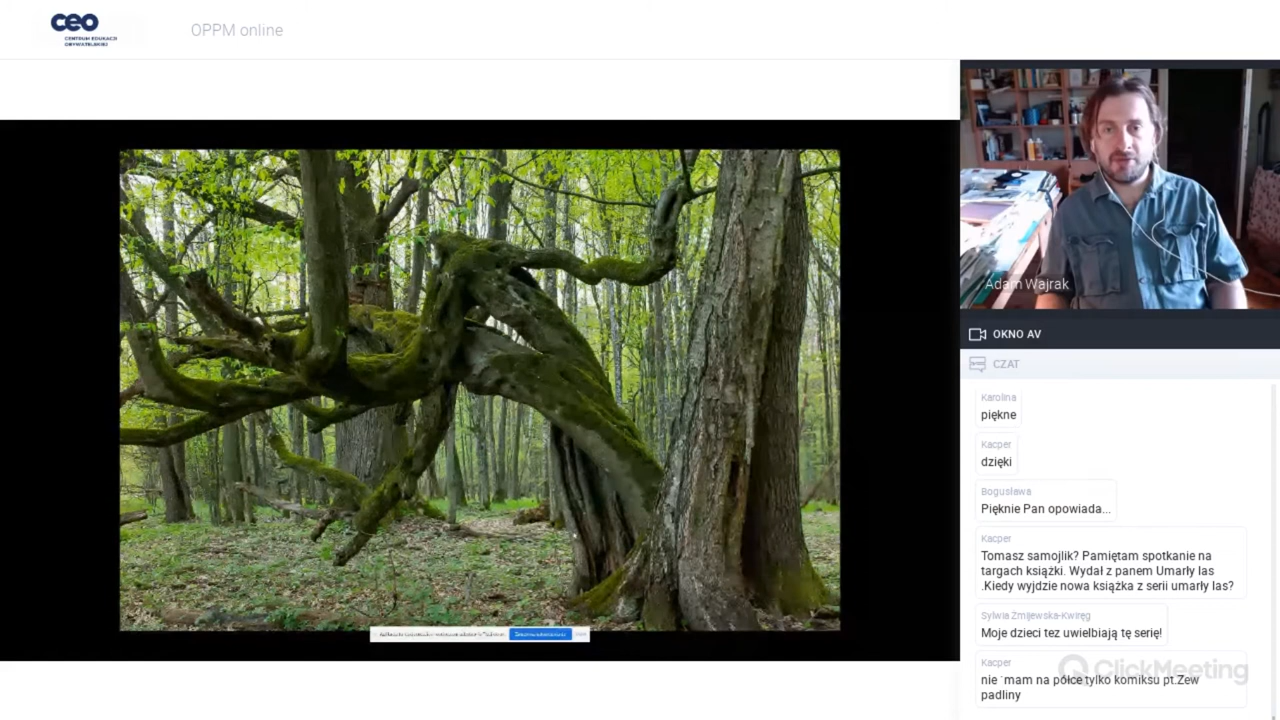 ceo
CENTRUM EDUKACJI
OBYWATELSKIEJ
OPPM online
Adam Wajrak
OKNO AV
CZAT
Karolina
piękne
Kacper
dzięki
Bogusława
Pięknie Pan opowiada...
Kacper
Tomasz samojlik? Pamiętam spotkanie na
targach książki. Wydał z panem Umarły las
.Kiedy wyjdzie nowa książka z serii umarły las?
Sylwia Żmijewska-Kwiręg
Moje dzieci tez uwielbiają tę serię!
Kacper
nie ¨mam na półce tylko komiksu pt.Zew
padliny
ClickMeeting